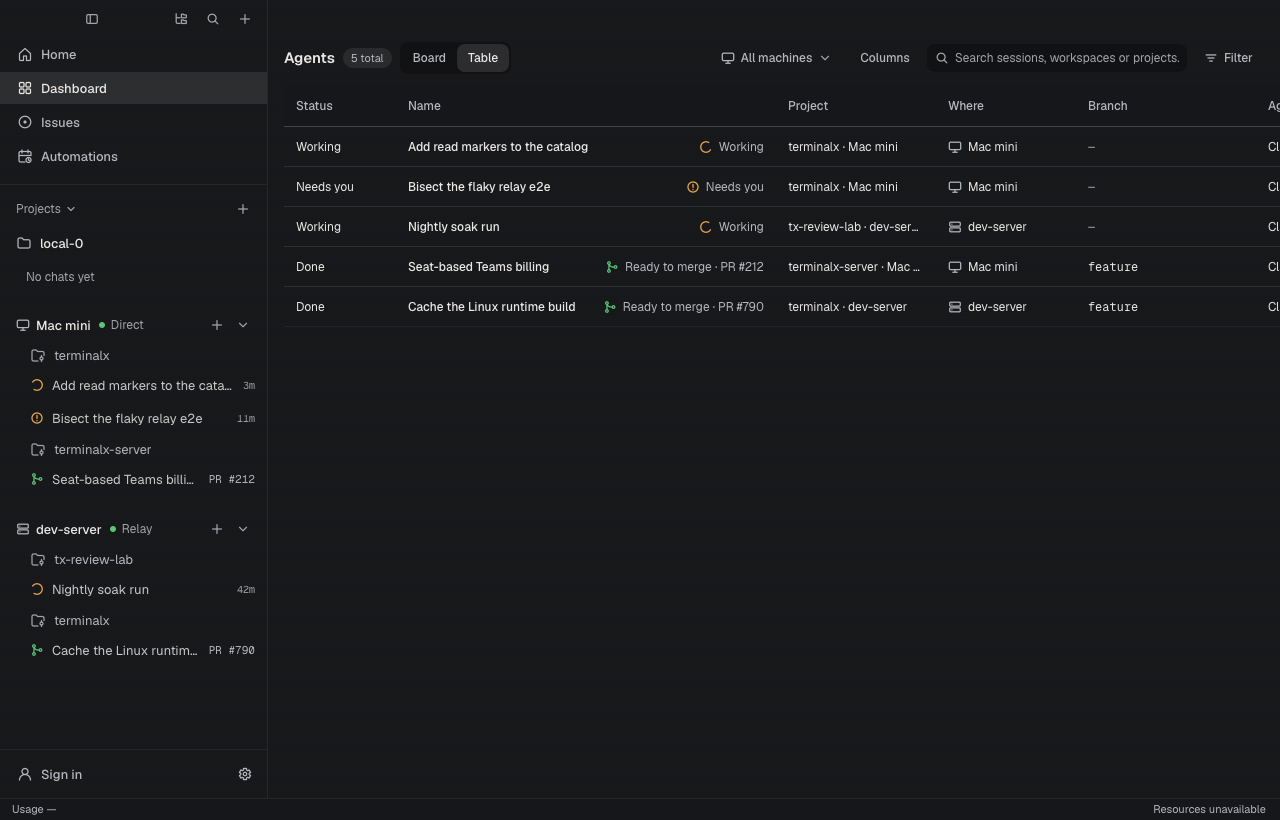 Home
Dashboard
Issues
Automations
Projects
local-0
No chats yet
Mac mini Direct
terminalx
Add read markers to the cata... 3m
Bisect the flaky relay e2e 11m
terminalx-server
Seat-based Teams billi... PR #212
dev-server Relay
tx-review-lab
Nightly soak run 42m
terminalx
Cache the Linux runtim... PR #790
Sign in
Agents 5 total Board Table All machines Columns Search sessions, workspaces or projects. Filter
Status Name Project Where Branch Ag
Working Add read markers to the catalog Working terminalx · Mac mini Mac mini — Cl
Needs you Bisect the flaky relay e2e Needs you terminalx · Mac mini Mac mini — Cl
Working Nightly soak run Working tx-review-lab · dev-ser... dev-server — Cl
Done Seat-based Teams billing Ready to merge · PR #212 terminalx-server · Mac ... Mac mini feature Cl
Done Cache the Linux runtime build Ready to merge · PR #790 terminalx · dev-server dev-server feature Cl
Usage — Resources unavailable